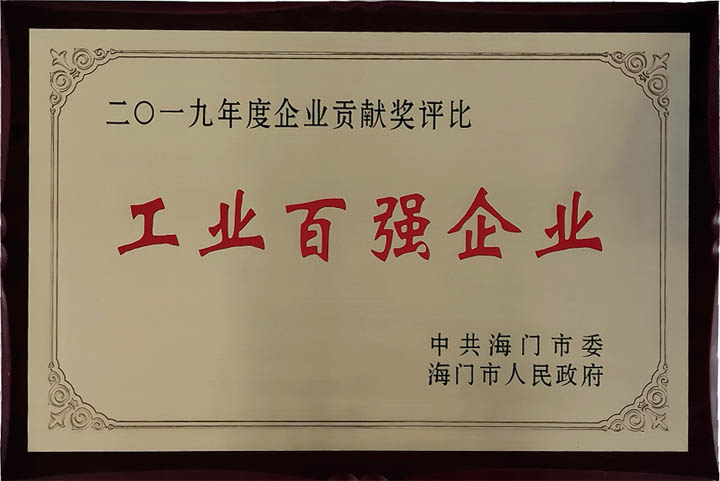 二〇一九年度企业贡献奖评比
工业百强企业
中共海门市委
海门市人民政府